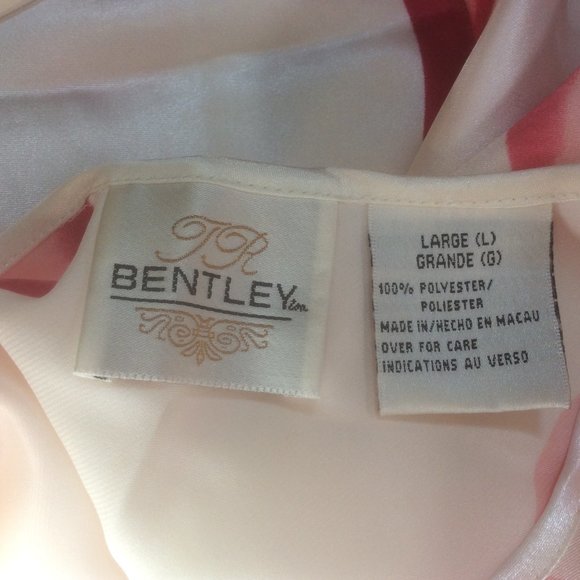 TR
BENTLEY
LARGE (L)
GRANDE (G)
100% POLYESTER/
POLIESTER
MADE IN/HECHO EN MACAU
OVER FOR CARE
INDICATIONS AU VERSO